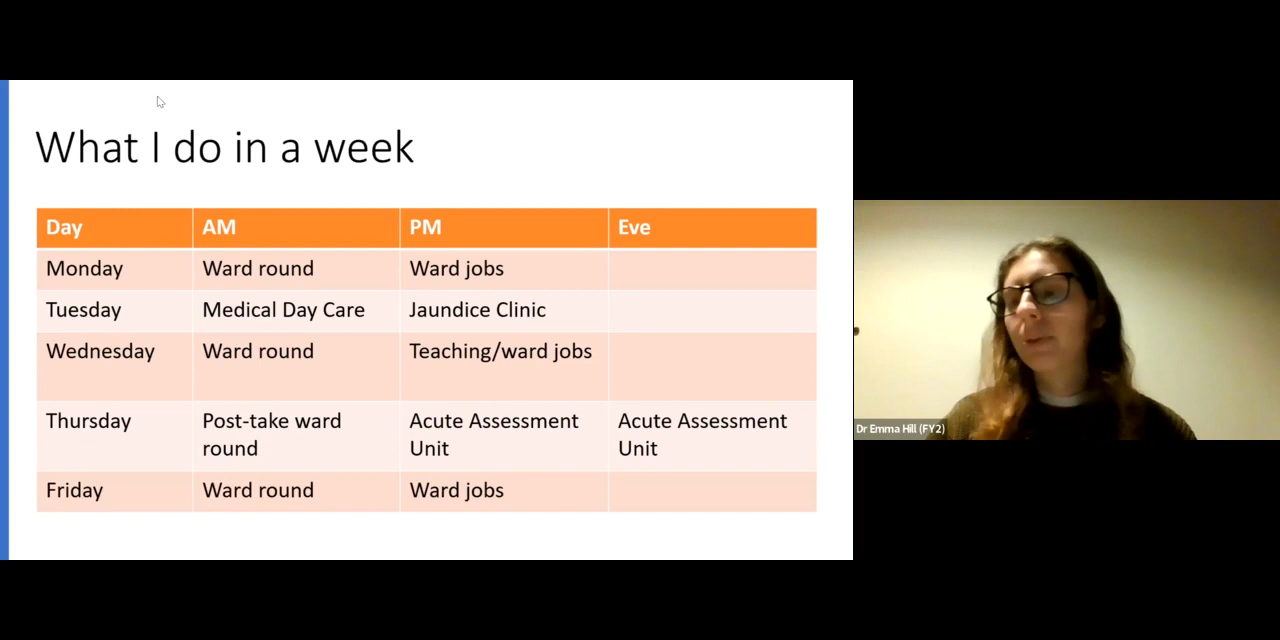 What I do in a week
Day AM PM Eve
Monday Ward round Ward jobs
Tuesday Medical Day Care Jaundice Clinic
Wednesday Ward round Teaching/ward jobs
Thursday Post-take ward round Acute Assessment Unit Acute Assessment Unit
Friday Ward round Ward jobs
Dr Emma Hill (FY2)